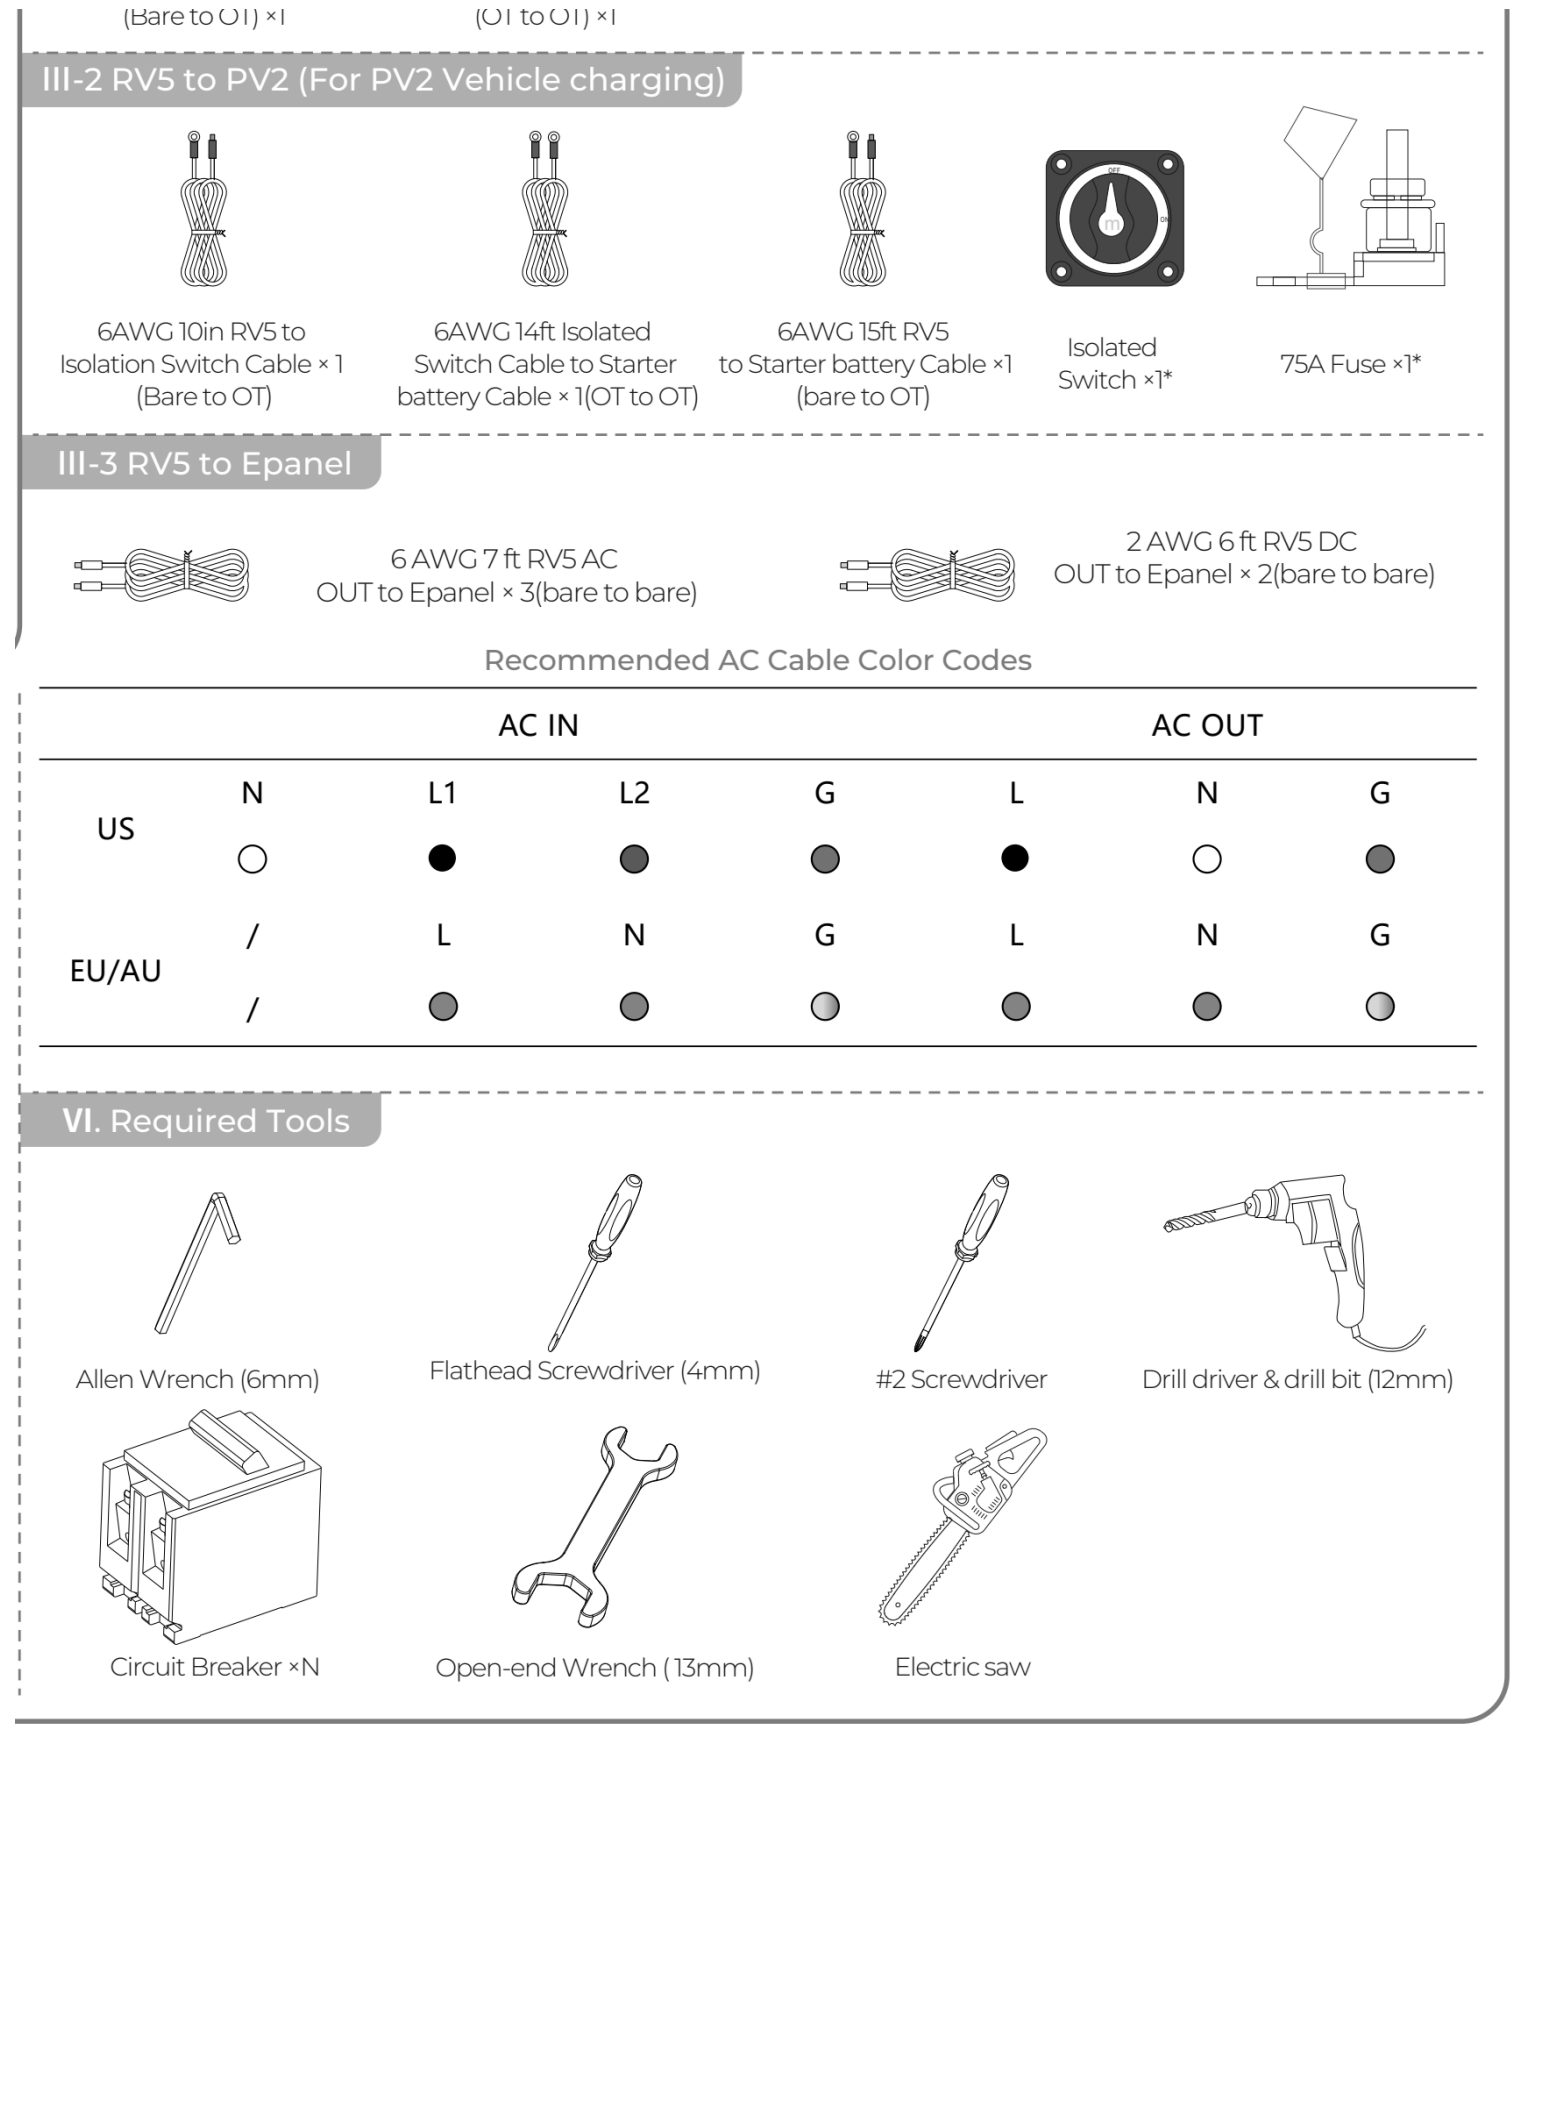 (Bare to OT) ×1
(OT to OT) ×1
III-2 RV5 to PV2 (For PV2 Vehicle charging)
OFF
ON
m
6AWG 10in RV5 to
Isolation Switch Cable × 1
(Bare to OT)
6AWG 14ft Isolated
Switch Cable to Starter
battery Cable × 1(OT to OT)
6AWG 15ft RV5
to Starter battery Cable ×1
(bare to OT)
Isolated
Switch ×1*
75A Fuse ×1*
III-3 RV5 to Epanel
6 AWG 7 ft RV5 AC
OUT to Epanel × 3(bare to bare)
2 AWG 6 ft RV5 DC
OUT to Epanel × 2(bare to bare)
Recommended AC Cable Color Codes
AC IN AC OUT
N L1 L2 G L N G
US
/ L N G L N G
EU/AU
/
VI. Required Tools
Allen Wrench (6mm)
Flathead Screwdriver (4mm)
#2 Screwdriver
Drill driver & drill bit (12mm)
Circuit Breaker ×N
Open-end Wrench ( 13mm)
Electric saw